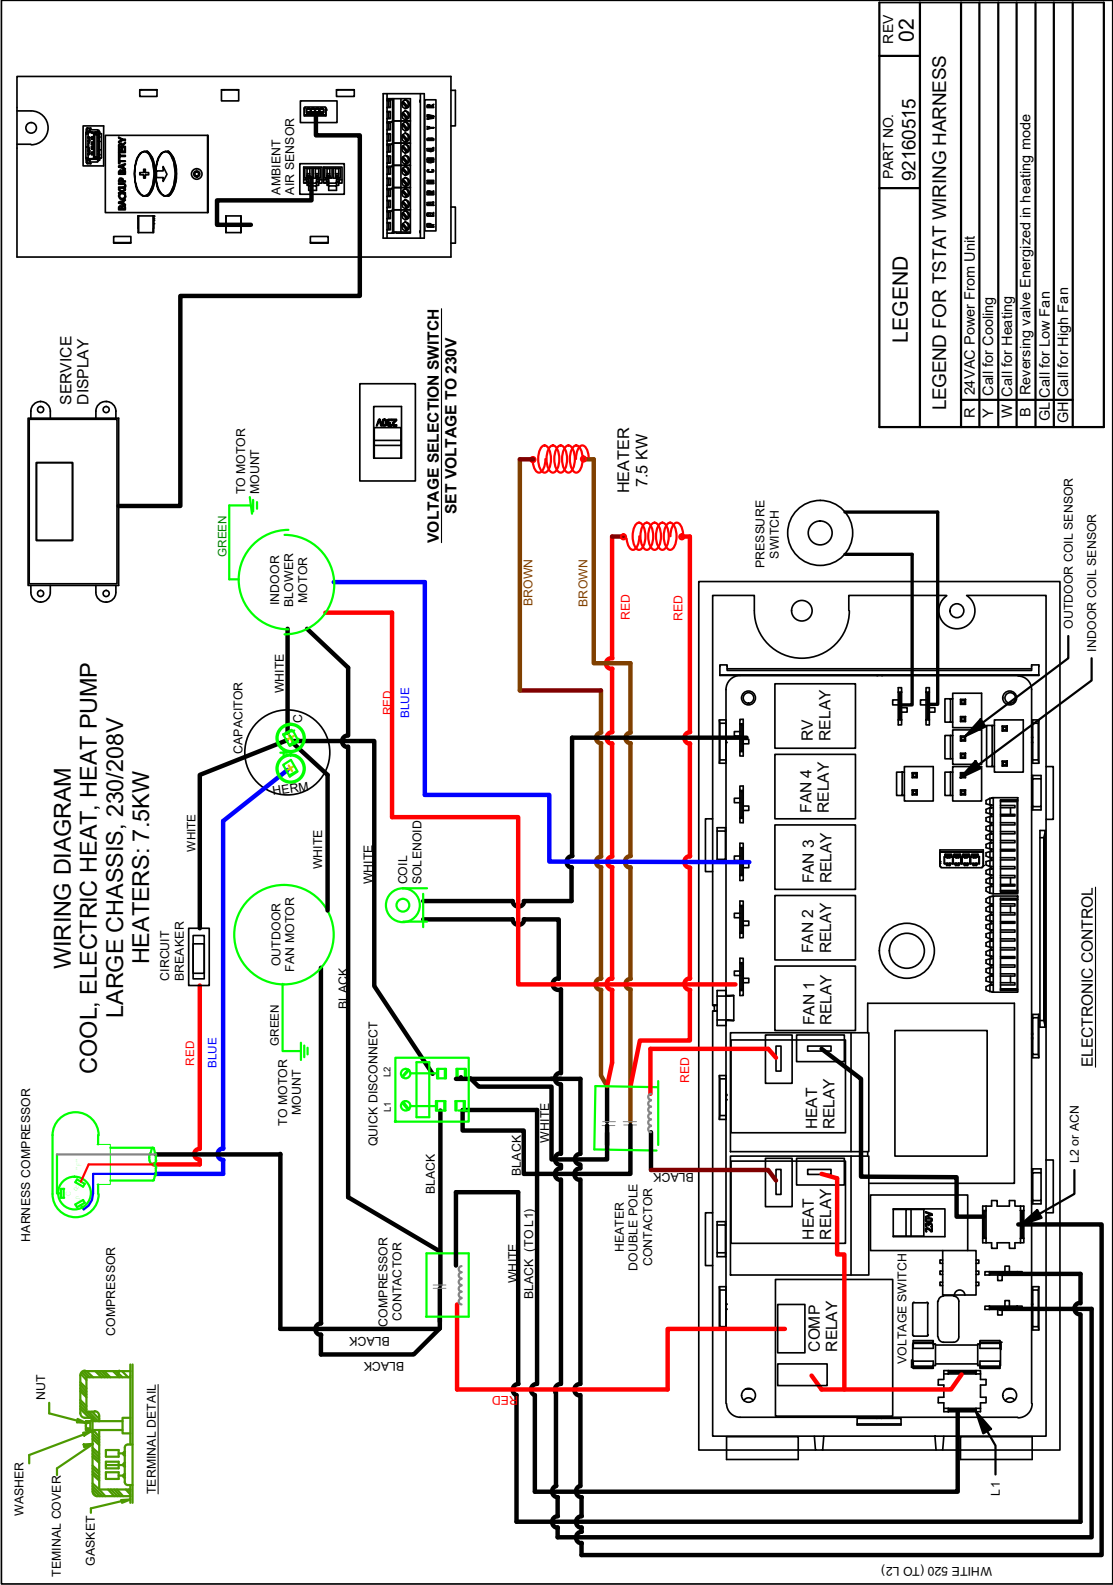 WIRING DIAGRAM
COOL, ELECTRIC HEAT, HEAT PUMP
LARGE CHASSIS, 230/208V
HEATERS: 7.5KW
SERVICE
DISPLAY
BACKUP BATTERY
AMBIENT
AIR SENSOR
230V
VOLTAGE SELECTION SWITCH
SET VOLTAGE TO 230V
LEGEND
PART NO.
92160515
REV
02
LEGEND FOR TSTAT WIRING HARNESS
R 24VAC Power From Unit
Y Call for Cooling
W Call for Heating
B Reversing valve Energized in heating mode
GL Call for Low Fan
GH Call for High Fan
HARNESS COMPRESSOR
COMPRESSOR
WASHER
NUT
TEMINAL COVER
GASKET
TERMINAL DETAIL
RED
BLUE
CIRCUIT
BREAKER
WHITE
CAPACITOR
HERM
C
WHITE
WHITE
WHITE
INDOOR
BLOWER
MOTOR
GREEN
TO MOTOR
MOUNT
OUTDOOR
FAN MOTOR
GREEN
TO MOTOR
MOUNT
BLACK
RED
BLUE
COIL
SOLENOID
QUICK DISCONNECT
L1
L2
BLACK
BLACK
WHITE
COMPRESSOR
CONTACTOR
BLACK
BLACK
WHITE
BLACK (TO L1)
RED
HEATER
DOUBLE POLE
CONTACTOR
BLACK
RED
BROWN
BROWN
RED
RED
HEATER
7.5 KW
PRESSURE
SWITCH
OUTDOOR COIL SENSOR
INDOOR COIL SENSOR
RV
RELAY
FAN 4
RELAY
FAN 3
RELAY
FAN 2
RELAY
FAN 1
RELAY
HEAT
RELAY
HEAT
RELAY
COMP
RELAY
VOLTAGE SWITCH
230V
ELECTRONIC CONTROL
L2 or ACN
L1
WHITE 520 (TO L2)